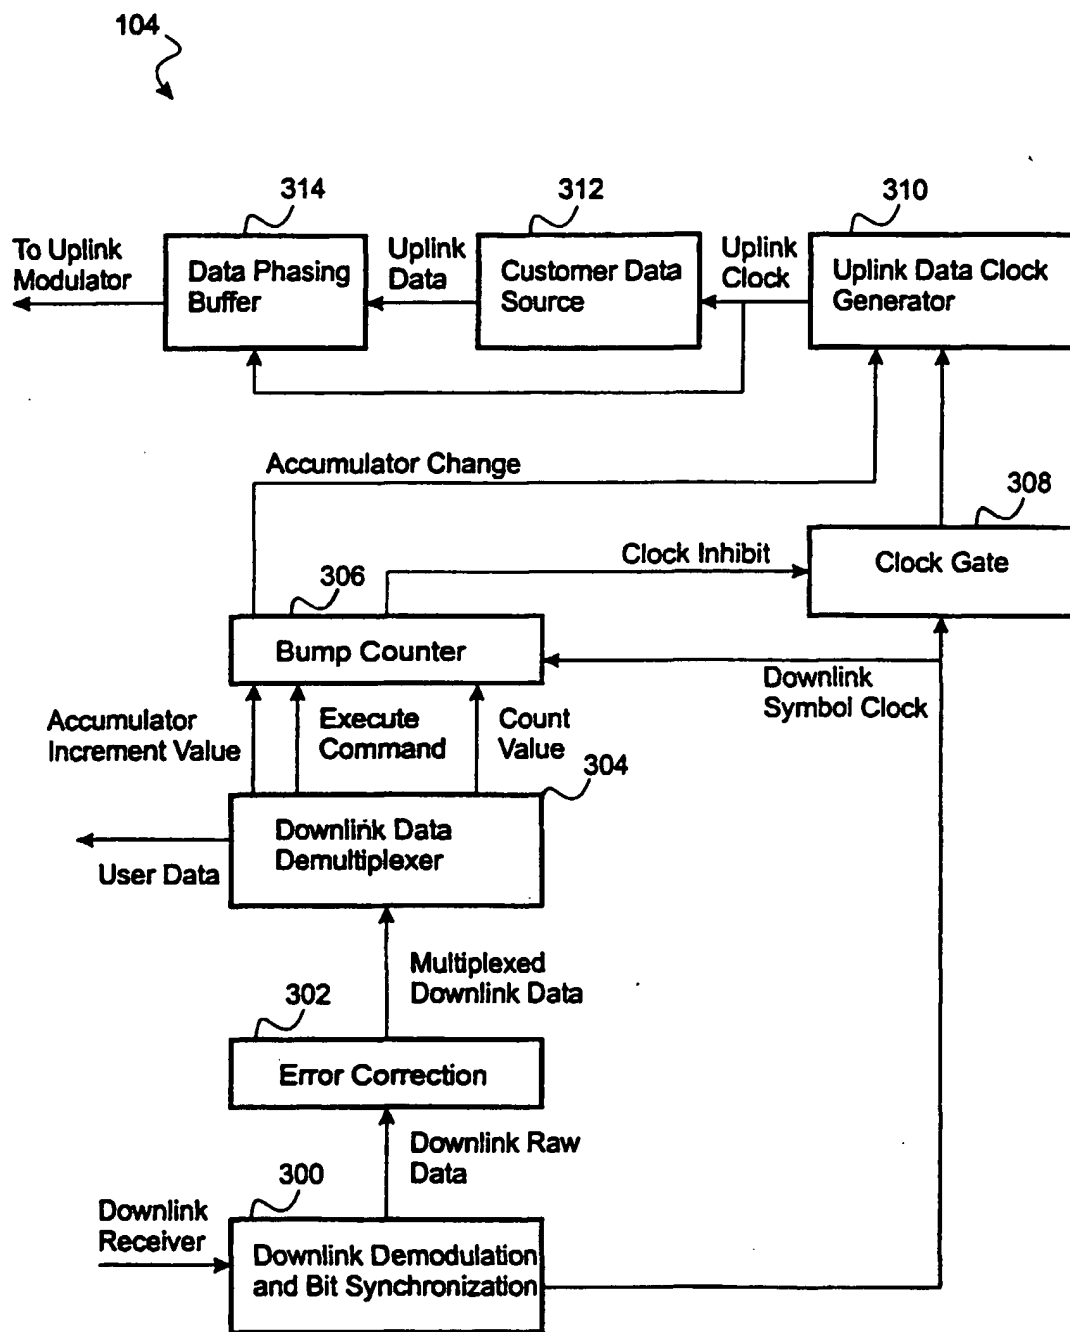 104
314
312
310
To Uplink
Modulator
Data Phasing
Buffer
Uplink
Data
Customer Data
Source
Uplink
Clock
Uplink Data Clock
Generator
Accumulator Change
308
Clock Inhibit
Clock Gate
306
Bump Counter
Downlink
Symbol Clock
Accumulator
Increment Value
Execute
Command
Count
Value
304
Downlink Data
Demultiplexer
User Data
Multiplexed
Downlink Data
302
Error Correction
Downlink Raw
Data
300
Downlink
Receiver
Downlink Demodulation
and Bit Synchronization